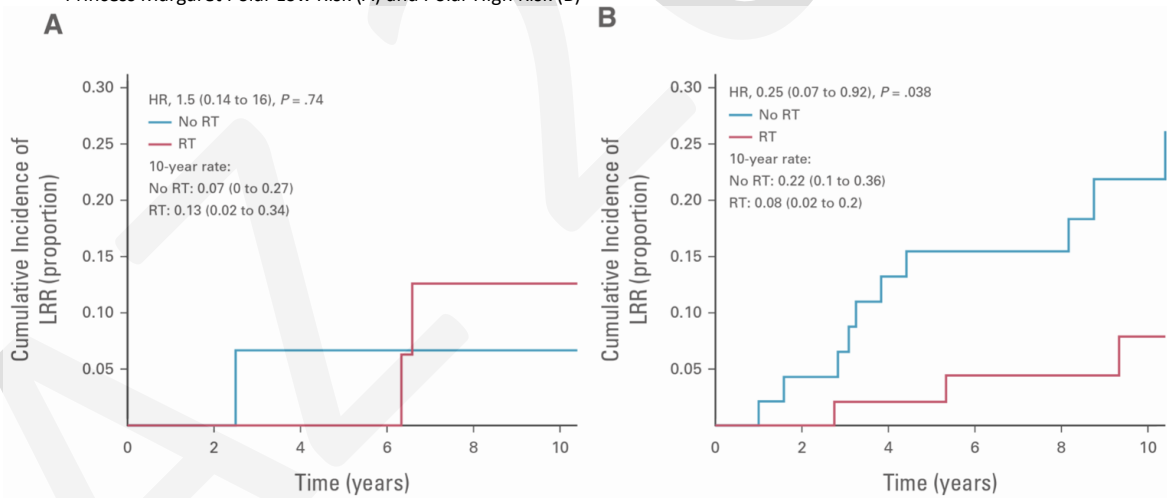 Princess Margaret Polar Low Risk (A) and Polar High Risk (B)
A
HR, 1.5 (0.14 to 16), P = .74
No RT
RT
10-year rate:
No RT: 0.07 (0 to 0.27)
RT: 0.13 (0.02 to 0.34)
Cumulative Incidence of
LRR (proportion)
0.30
0.25
0.20
0.15
0.10
0.05
0
2
4
6
8
10
Time (years)
B
HR, 0.25 (0.07 to 0.92), P = .038
No RT
RT
10-year rate:
No RT: 0.22 (0.1 to 0.36)
RT: 0.08 (0.02 to 0.2)
Cumulative Incidence of
LRR (proportion)
0.30
0.25
0.20
0.15
0.10
0.05
0
2
4
6
8
10
Time (years)